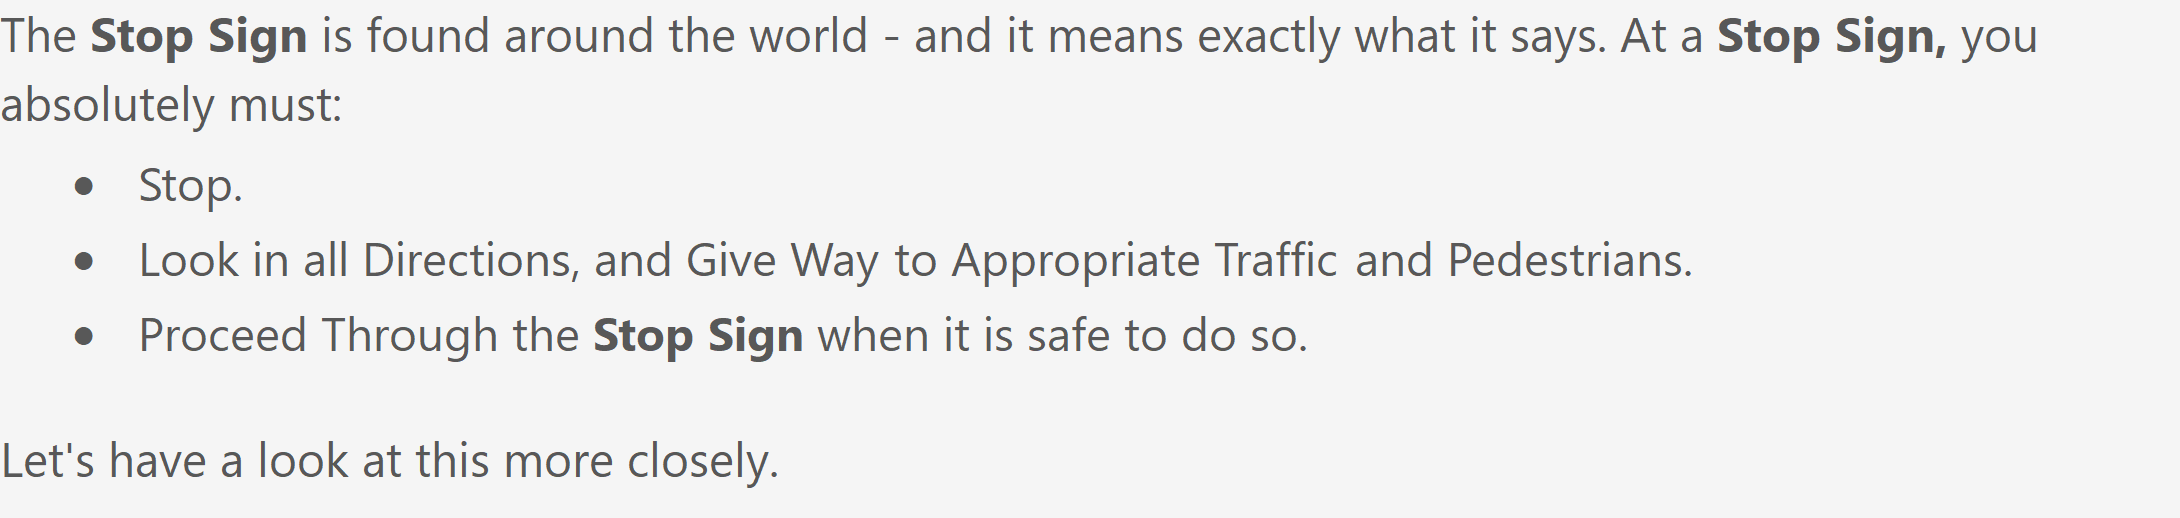 The Stop Sign is found around the world - and it means exactly what it says. At a Stop Sign, you
absolutely must:
• Stop.
• Look in all Directions, and Give Way to Appropriate Traffic and Pedestrians.
• Proceed Through the Stop Sign when it is safe to do so.
Let's have a look at this more closely.